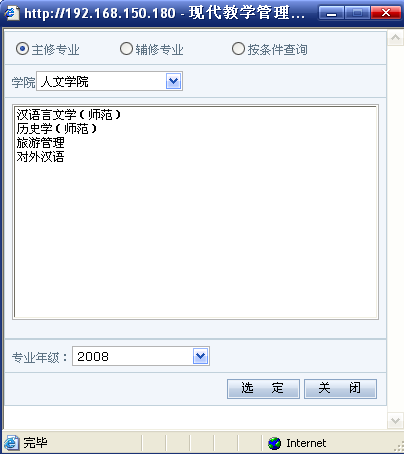 http://192.168.150.180 - 现代教学管理...
主修专业 辅修专业 按条件查询
学院 人文学院
汉语言文学(师范)
历史学(师范)
旅游管理
对外汉语
专业年级: 2008
选 定 关 闭
完毕 Internet